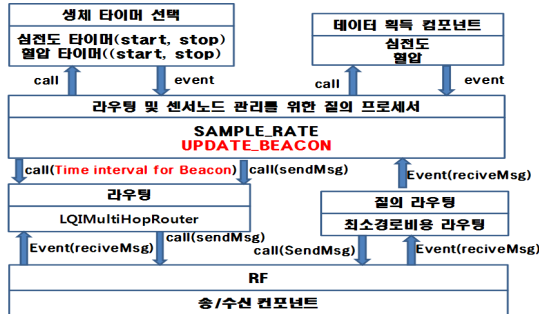 생체 타이머 선택
심전도 타이머(start, stop)
혈압 타이머((start, stop)
데이터 획득 컴포넌트
심전도
혈압
call
event
call
event
라우팅 및 센서노드 관리를 위한 질의 프로세서
SAMPLE_RATE
UPDATE_BEACON
call(Time interval for Beacon)
call(sendMsg)
Event(reciveMsg)
라우팅
LQIMultiHopRouter
질의 라우팅
최소경로비용 라우팅
Event(reciveMsg)
call(sendMsg)
call(SendMsg)
Event(reciveMsg)
RF
송/수신 컨포넌트